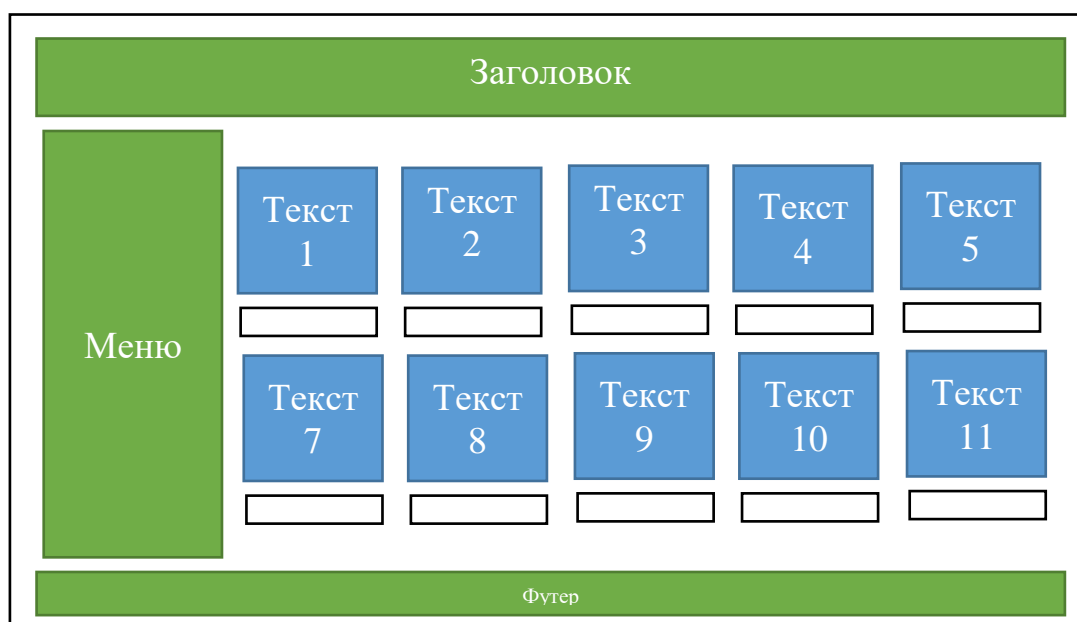 Заголовок
Меню
Текст
1
Текст
2
Текст
3
Текст
4
Текст
5
Текст
7
Текст
8
Текст
9
Текст
10
Текст
11
Футер